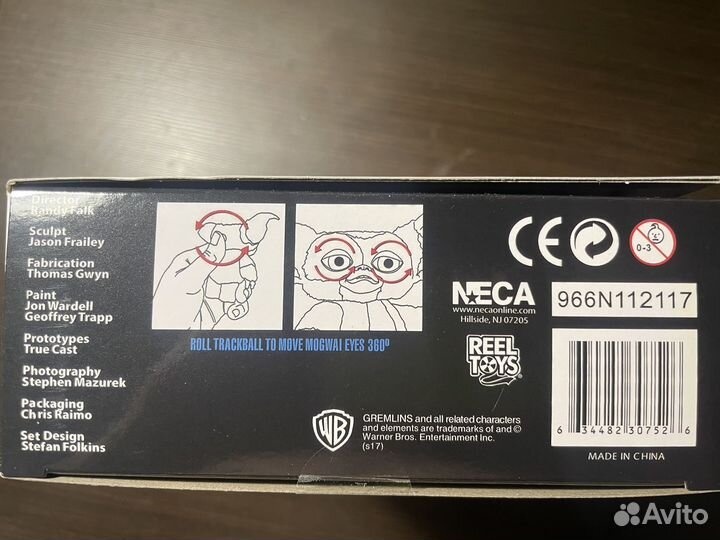 Director
Randy Falk
Sculpt
Jason Frailey
Fabrication
Thomas Gwyn
Paint
Jon Wardell
Geoffrey Trapp
Prototypes
True Cast
Photography
Stephen Mazurek
Packaging
Chris Raimo
Set Design
Stefan Folkins
ROLL TRACKBALL TO MOVE MOGWAI EYES 360º
CE
0-3
NECA
www.necaonline.com
Hillside, NJ 07205
966N112117
REEL
TOYS
WB
GREMLINS and all related characters
and elements are trademarks of and ©
Warner Bros. Entertainment Inc.
(s17)
6 34482 30752 6
MADE IN CHINA
Avito